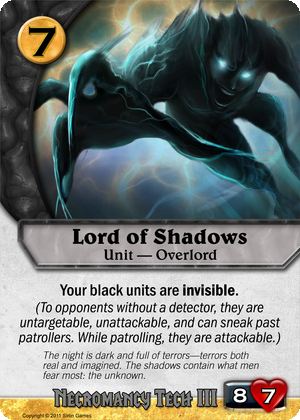 7
Lord of Shadows
Unit — Overlord
Your black units are invisible.
(To opponents without a detector, they are
untargetable, unattackable, and can sneak past
patrollers. While patrolling, they are attackable.)
The night is dark and full of terrors—terrors both
real and imagined. The shadows contain what men
fear most: the unknown.
Necromancy Tech III
8 7
Copyright © 2011 Sirlin Games